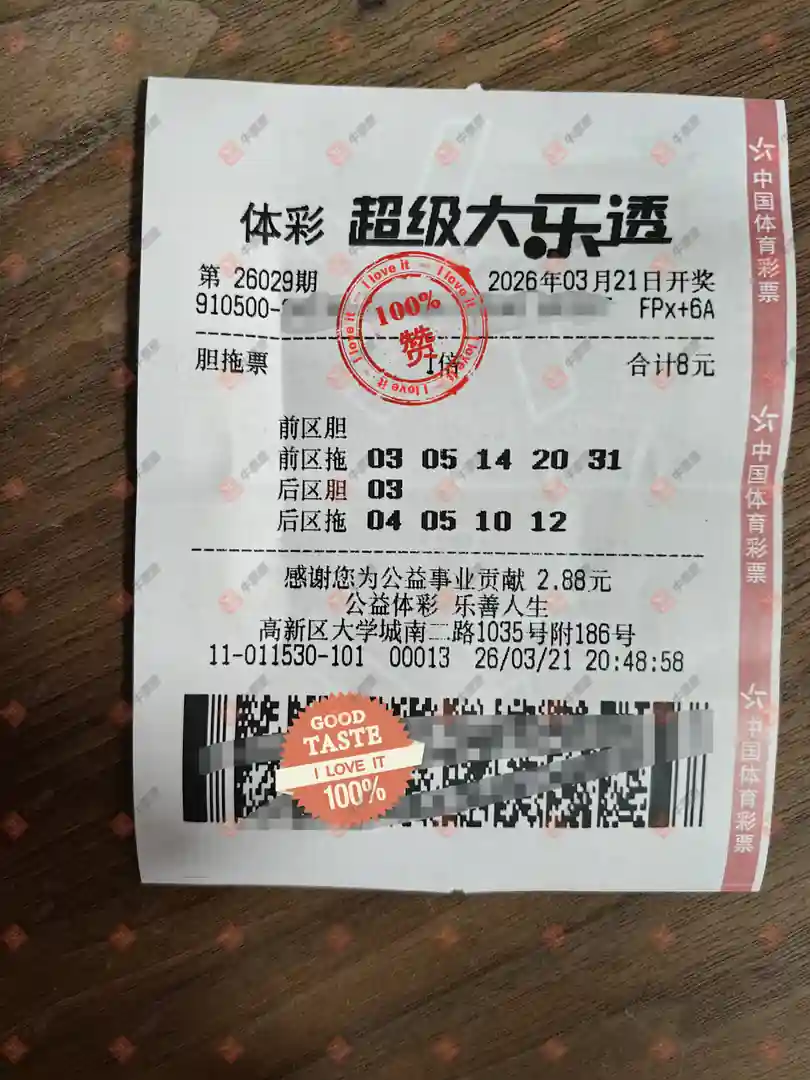 体彩 超级大乐透
第 26029期 2026年03月21日开奖
910500- FPx+6A
I love it I love it I love it I love it
100%
赞
胆拖票 1倍 合计8元
前区胆
前区拖 03 05 14 20 31
后区胆 03
后区拖 04 05 10 12
感谢您为公益事业贡献 2.88元
公益体彩 乐善人生
高新区大学城南二路1035号附186号
11-011530-101 00013 26/03/21 20:48:58
GOOD
TASTE
I LOVE IT
100%
中国体育彩票
中国体育彩票
中国体育彩票